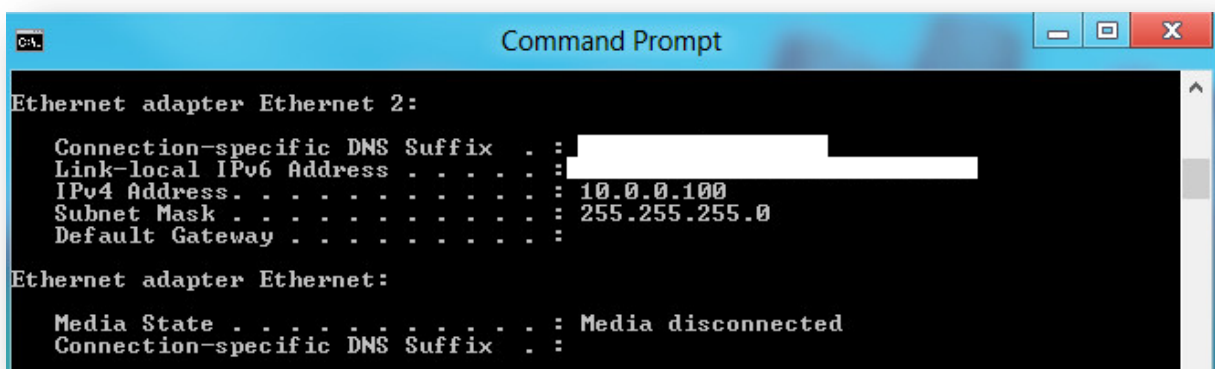 Command Prompt
Ethernet adapter Ethernet 2:
Connection-specific DNS Suffix . :
Link-local IPv6 Address . . . . . :
IPv4 Address. . . . . . . . . . . : 10.0.0.100
Subnet Mask . . . . . . . . . . . : 255.255.255.0
Default Gateway . . . . . . . . . :
Ethernet adapter Ethernet:
Media State . . . . . . . . . . . : Media disconnected
Connection-specific DNS Suffix . :